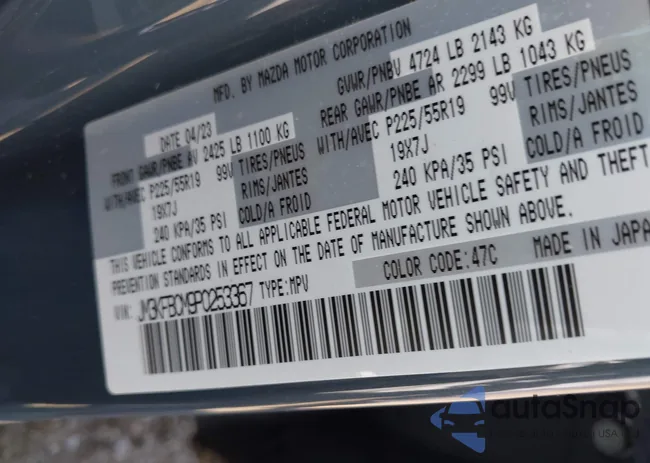 MFD. BY MAZDA MOTOR CORPORATION
DATE 04/23
GVWR/PNBV 4724 LB 2143 KG
FRONT GAWR/PNBE AV 2425 LB 1100 KG
REAR GAWR/PNBE AR 2299 LB 1043 KG
WITH/AVEC P225/55R19 99V TIRES/PNEUS
WITH/AVEC P225/55R19 99V TIRES/PNEUS
19X7J RIMS/JANTES
19X7J RIMS/JANTES
240 KPA/35 PSI COLD/A FROID
240 KPA/35 PSI COLD/A FROID
THIS VEHICLE CONFORMS TO ALL APPLICABLE FEDERAL MOTOR VEHICLE SAFETY AND THEFT
PREVENTION STANDARDS IN EFFECT ON THE DATE OF MANUFACTURE SHOWN ABOVE.
COLOR CODE:47C MADE IN JAPA
VIN: JM3KFBCM9P0253367 TYPE:MPV
autoSnap